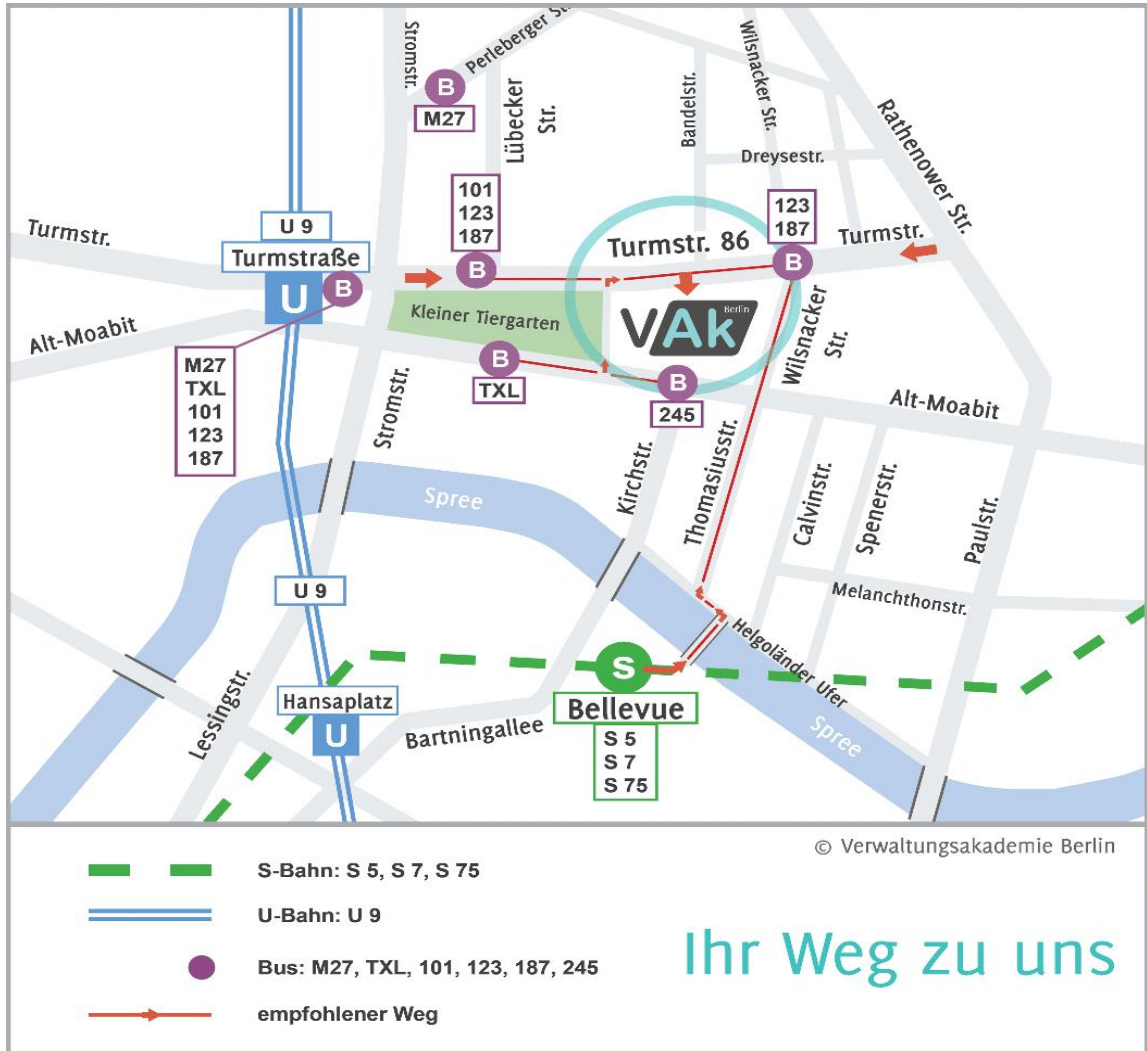 Stromstr.
Perleberger St
B
M27
Lübecker
Str.
Bandelstr.
Wilsnacker
Str.
Dreysestr.
Rathenower Str.
Turmstr.
U 9
Turmstraße
U
B
101
123
187
B
Turmstr. 86
123
187
B
Turmstr.
Kleiner Tiergarten
VAk
Berlin
Wilsnacker
Str.
Alt-Moabit
M27
TXL
101
123
187
B
TXL
B
245
Alt-Moabit
Stromstr.
Kirchstr.
Thomasiusstr.
Calvinstr.
Spenerstr.
Paulstr.
Spree
U 9
Melanchthonstr.
Helgoländer Ufer
Lessingstr.
Hansaplatz
U
Bartningallee
S
Bellevue
S 5
S 7
S 75
Spree
© Verwaltungsakademie Berlin
S-Bahn: S 5, S 7, S 75
U-Bahn: U 9
Bus: M27, TXL, 101, 123, 187, 245
empfohlener Weg
Ihr Weg zu uns